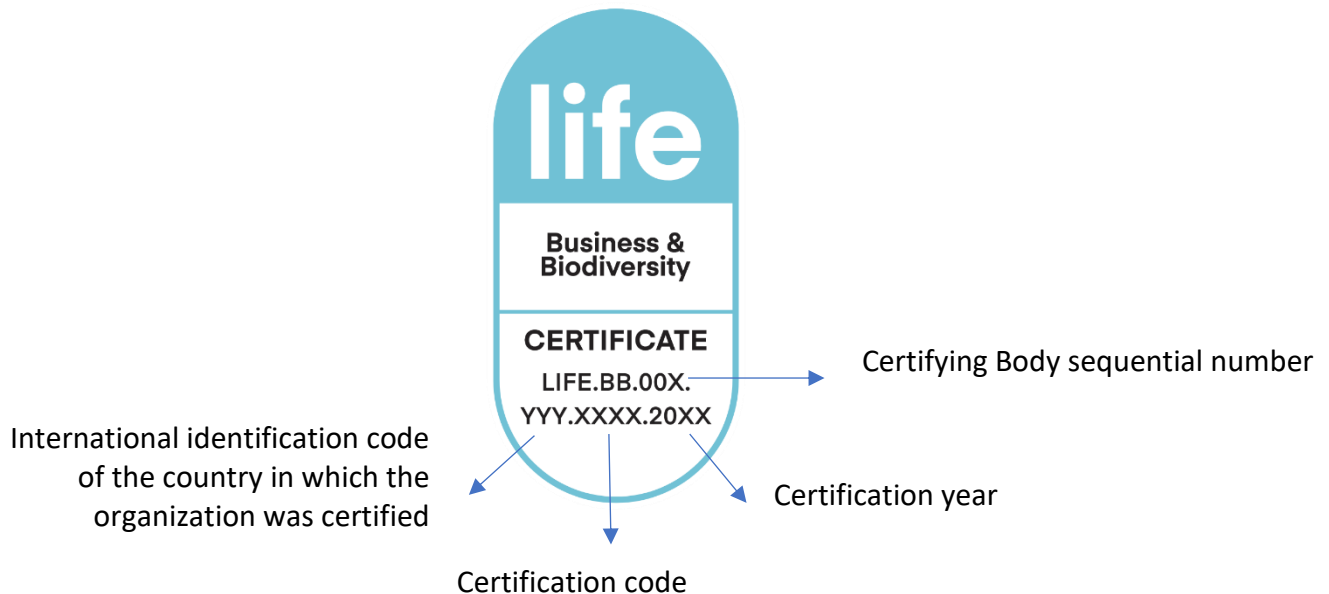 life
Business &
Biodiversity
CERTIFICATE
LIFE.BB.00X.
YYY.XXXX.20XX
Certifying Body sequential number
International identification code
of the country in which the
organization was certified
Certification year
Certification code